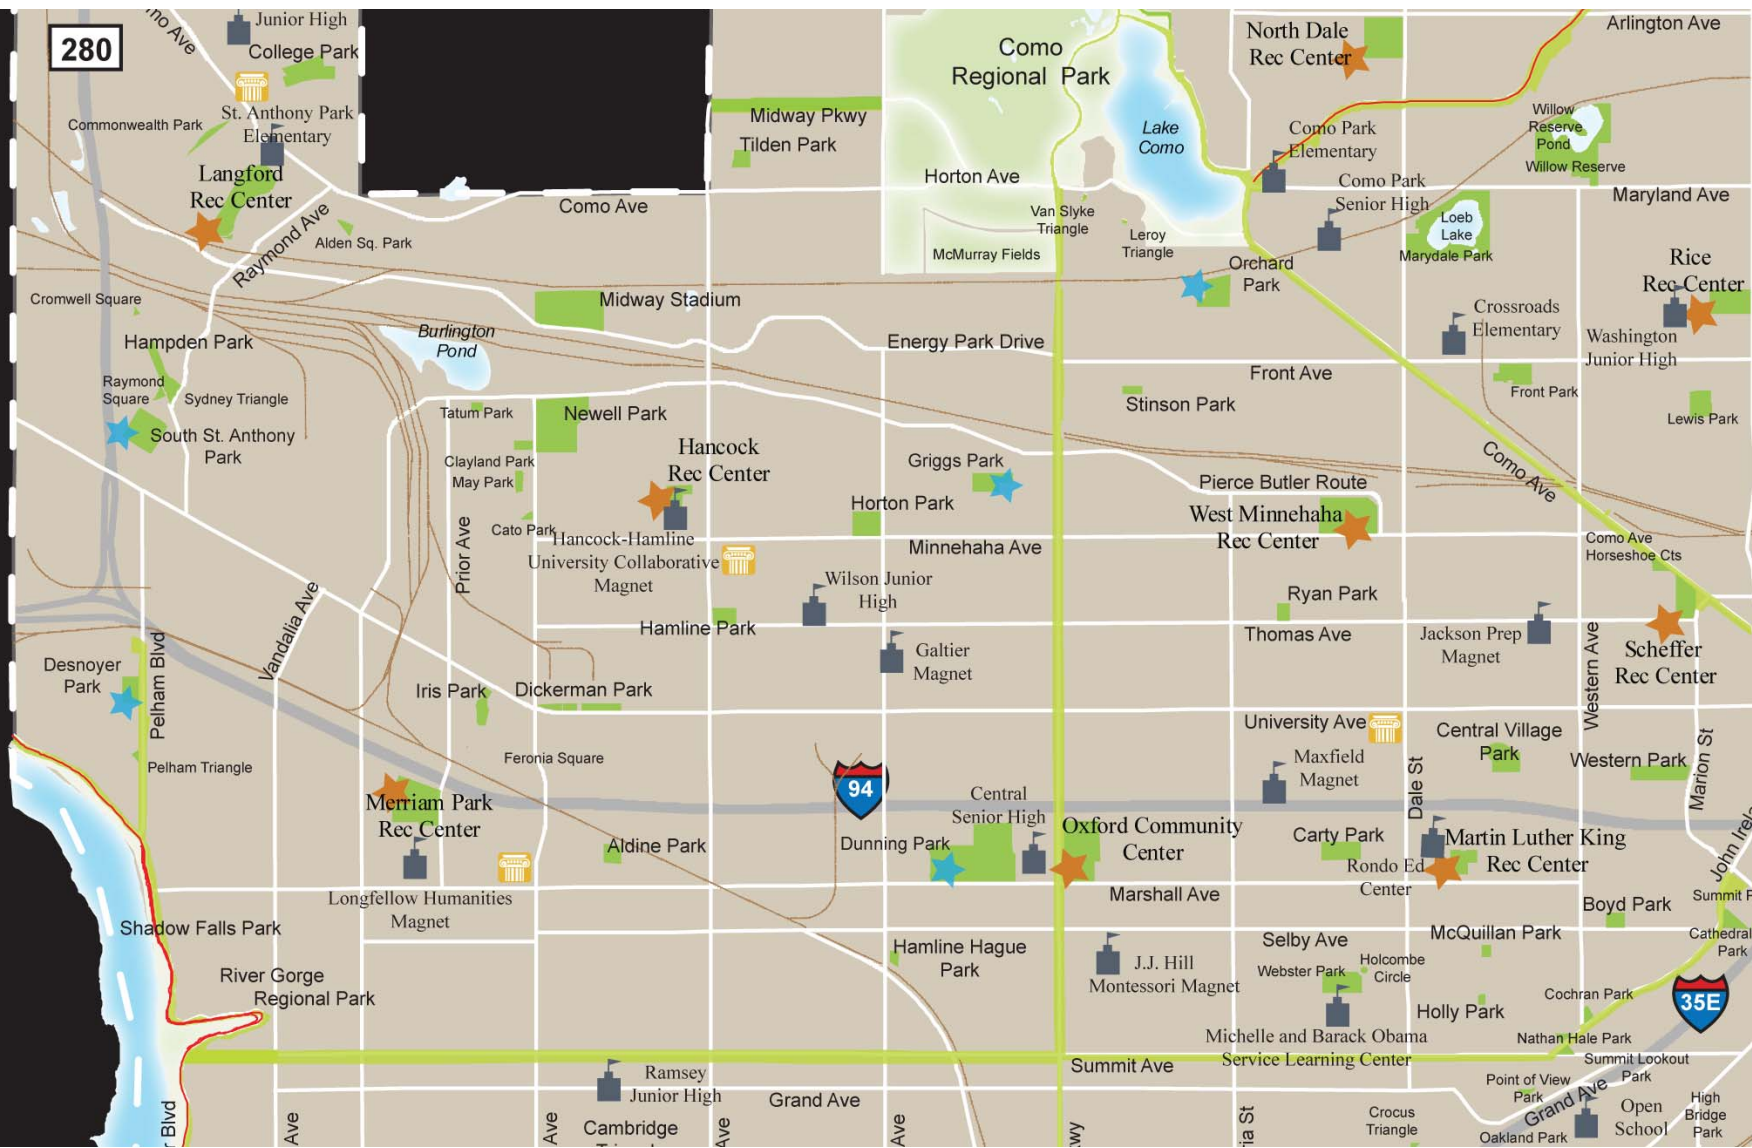 280
mo Ave
Junior High
College Park
St. Anthony Park
Elementary
Commonwealth Park
Langford
Rec Center
Raymond Ave
Alden Sq. Park
Como Ave
Midway Pkwy
Tilden Park
Como
Regional Park
Lake
Como
Horton Ave
Van Slyke
Triangle
Leroy
Triangle
McMurray Fields
North Dale
Rec Center
Arlington Ave
Como Park
Elementary
Como Park
Senior High
Willow
Reserve
Pond
Willow Reserve
Maryland Ave
Loeb
Lake
Marydale Park
Orchard
Park
Rice
Rec Center
Washington
Junior High
Crossroads
Elementary
Cromwell Square
Hampden Park
Raymond
Square
Sydney Triangle
South St. Anthony
Park
Burlington
Pond
Midway Stadium
Energy Park Drive
Front Ave
Front Park
Lewis Park
Stinson Park
Tatum Park
Newell Park
Clayland Park
May Park
Cato Park
Hancock
Rec Center
Hancock-Hamline
University Collaborative
Magnet
Griggs Park
Horton Park
Minnehaha Ave
Pierce Butler Route
Como Ave
West Minnehaha
Rec Center
Como Ave
Horseshoe Cts
Prior Ave
Wilson Junior
High
Hamline Park
Galtier
Magnet
Ryan Park
Thomas Ave
Jackson Prep
Magnet
Western Ave
Scheffer
Rec Center
Desnoyer
Park
Pelham Blvd
Vandalia Ave
Iris Park
Dickerman Park
Pelham Triangle
Feronia Square
University Ave
Maxfield
Magnet
Central Village
Park
Western Park
Marion St
Dale St
94
Merriam Park
Rec Center
Longfellow Humanities
Magnet
Aldine Park
Dunning Park
Central
Senior High
Oxford Community
Center
Marshall Ave
Carty Park
Rondo Ed
Center
Martin Luther King
Rec Center
John Irel
Boyd Park
Summit P
Cathedral
Park
Shadow Falls Park
River Gorge
Regional Park
Hamline Hague
Park
J.J. Hill
Montessori Magnet
Selby Ave
Webster Park
Holcombe
Circle
McQuillan Park
Holly Park
Cochran Park
35E
Michelle and Barack Obama
Service Learning Center
Nathan Hale Park
Summit Lookout
Park
Summit Ave
Ramsey
Junior High
Grand Ave
Cambridge
r Blvd
Ave
Ave
Ave
Ave
wy
ia St
Crocus
Triangle
Point of View
Park
Grand Ave
Oakland Park
Open
School
High
Bridge
Park